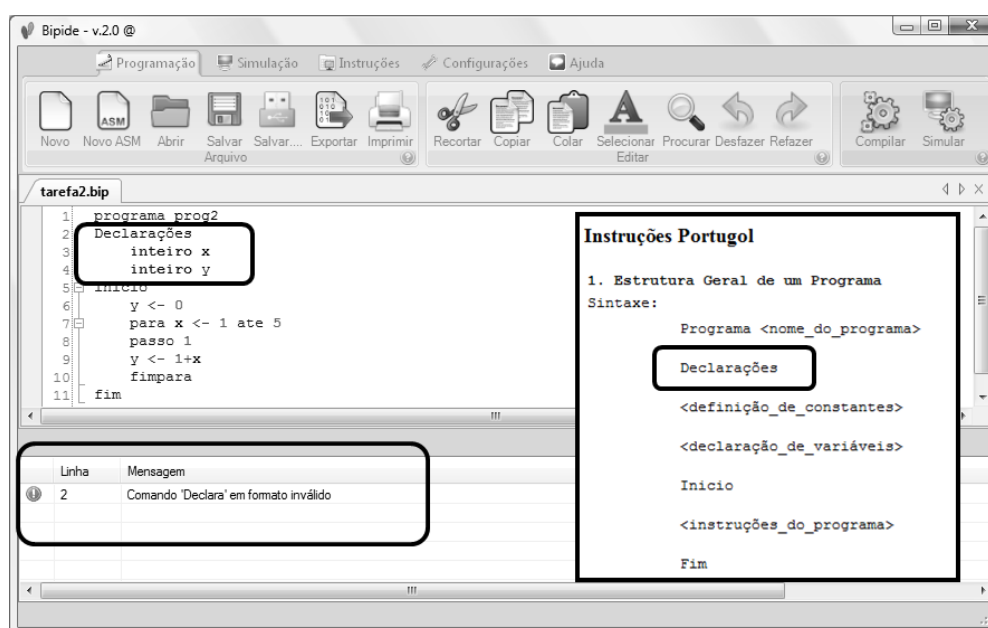 Bipide - v.2.0 @
Programação Simulação Instruções Configurações Ajuda
Novo Novo ASM Abrir Salvar Salvar.... Exportar Imprimir Recortar Copiar Colar Selecionar Procurar Desfazer Refazer Compilar Simular
Arquivo Editar
tarefa2.bip
1 programa prog2
2 Declarações
3 inteiro x
4 inteiro y
5 inicio
6 y <- 0
7 para x <- 1 ate 5
8 passo 1
9 y <- 1+x
10 fimpara
11 fim
Instruções Portugol
1. Estrutura Geral de um Programa
Sintaxe:
Programa <nome_do_programa>
Declarações
<definição_de_constantes>
<declaração_de_variáveis>
Inicio
<instruções_do_programa>
Fim
Linha Mensagem
2 Comando 'Declara' em formato inválido